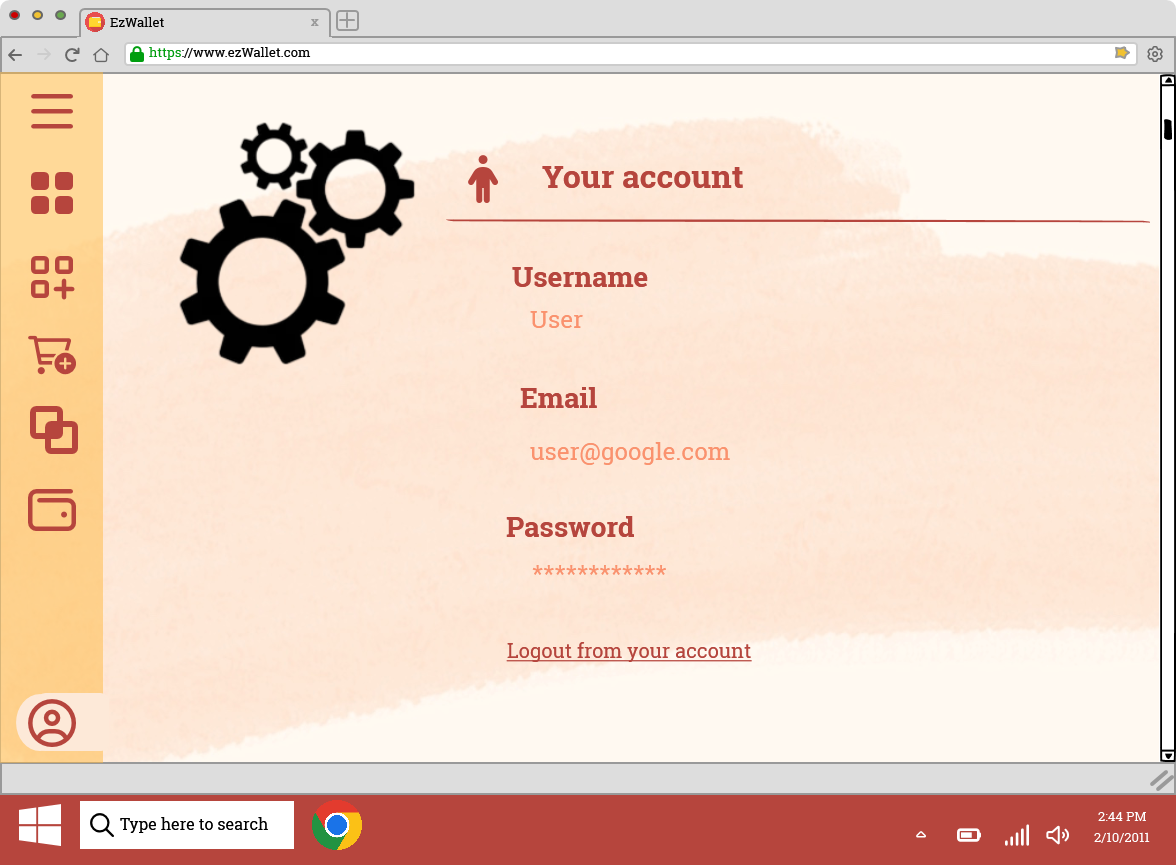 EzWallet
x
https://www.ezWallet.com
Your account
Username
User
Email
user@google.com
Password
************
Logout from your account
Type here to search
2:44 PM
2/10/2011